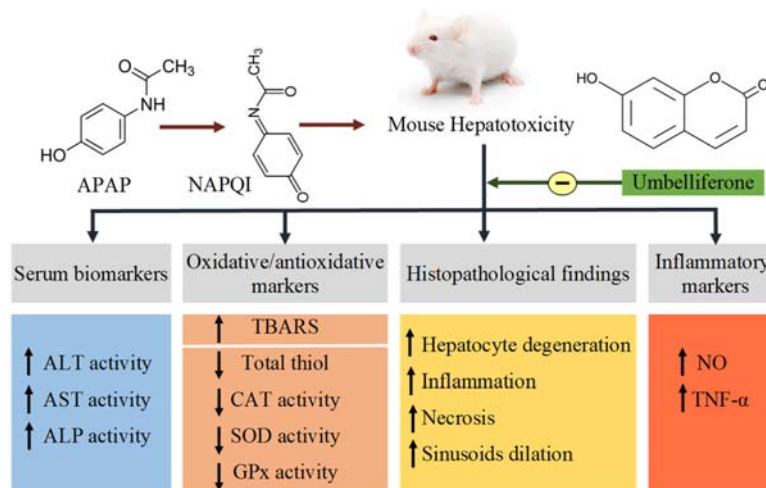 CH₃
O
NH
HO
APAP
CH₃
O
N
O
NAPQI
Mouse Hepatotoxicity
HO
O
O
−
Umbelliferone
Serum biomarkers
Oxidative/antioxidative
markers
Histopathological findings
Inflammatory
markers
ALT activity
AST activity
ALP activity
TBARS
Total thiol
CAT activity
SOD activity
GPx activity
Hepatocyte degeneration
Inflammation
Necrosis
Sinusoids dilation
NO
TNF-α